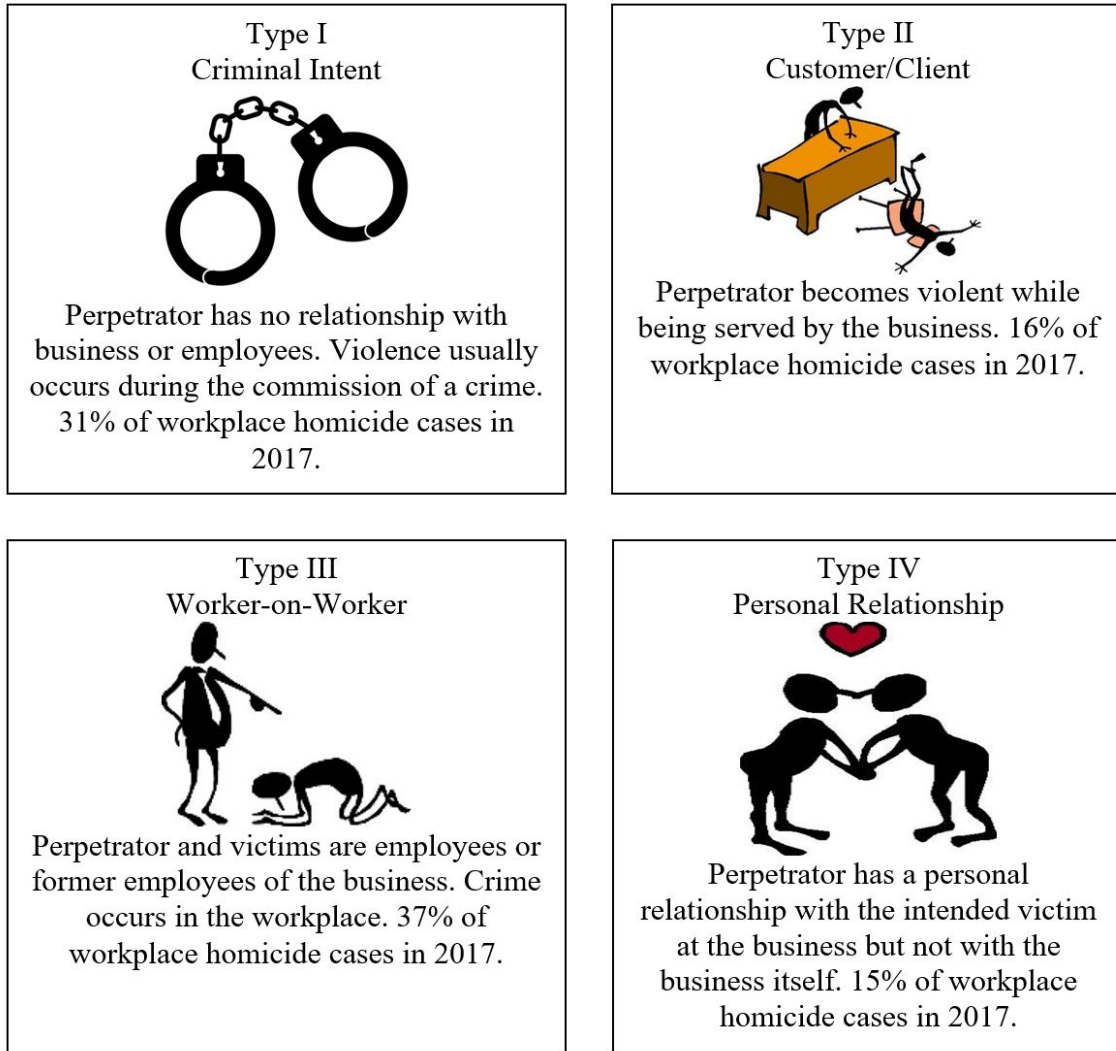 Type I
Criminal Intent
Perpetrator has no relationship with
business or employees. Violence usually
occurs during the commission of a crime.
31% of workplace homicide cases in
2017.
Type II
Customer/Client
Perpetrator becomes violent while
being served by the business. 16% of
workplace homicide cases in 2017.
Type III
Worker-on-Worker
Perpetrator and victims are employees or
former employees of the business. Crime
occurs in the workplace. 37% of
workplace homicide cases in 2017.
Type IV
Personal Relationship
Perpetrator has a personal
relationship with the intended victim
at the business but not with the
business itself. 15% of workplace
homicide cases in 2017.